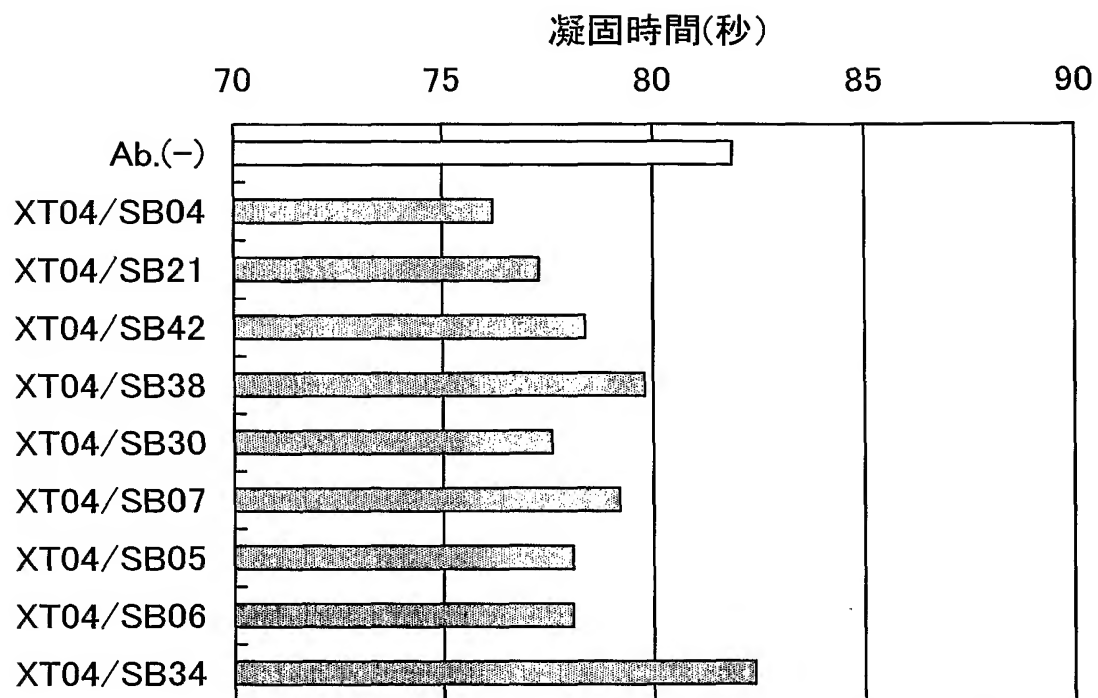 凝固時間(秒)
70 75 80 85 90
Ab.(-)
XT04/SB04
XT04/SB21
XT04/SB42
XT04/SB38
XT04/SB30
XT04/SB07
XT04/SB05
XT04/SB06
XT04/SB34